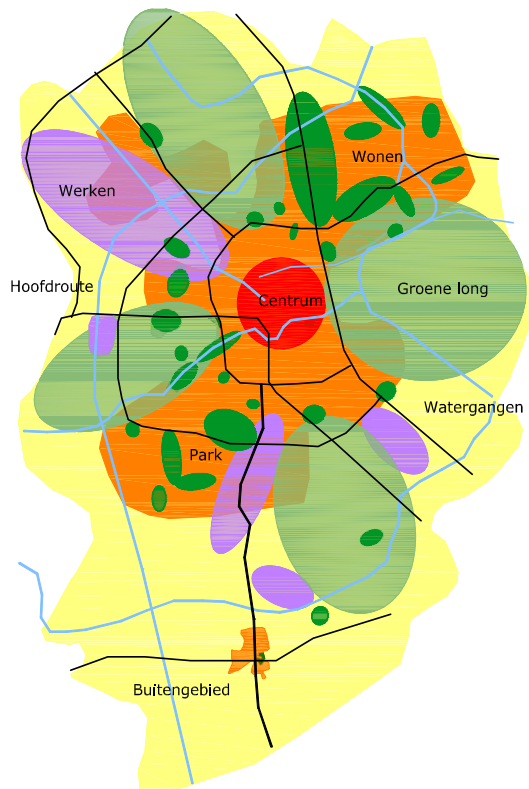 Wonen
Werken
Hoofdroute
Groene long
Centrum
Watergangen
Park
Buitengebied